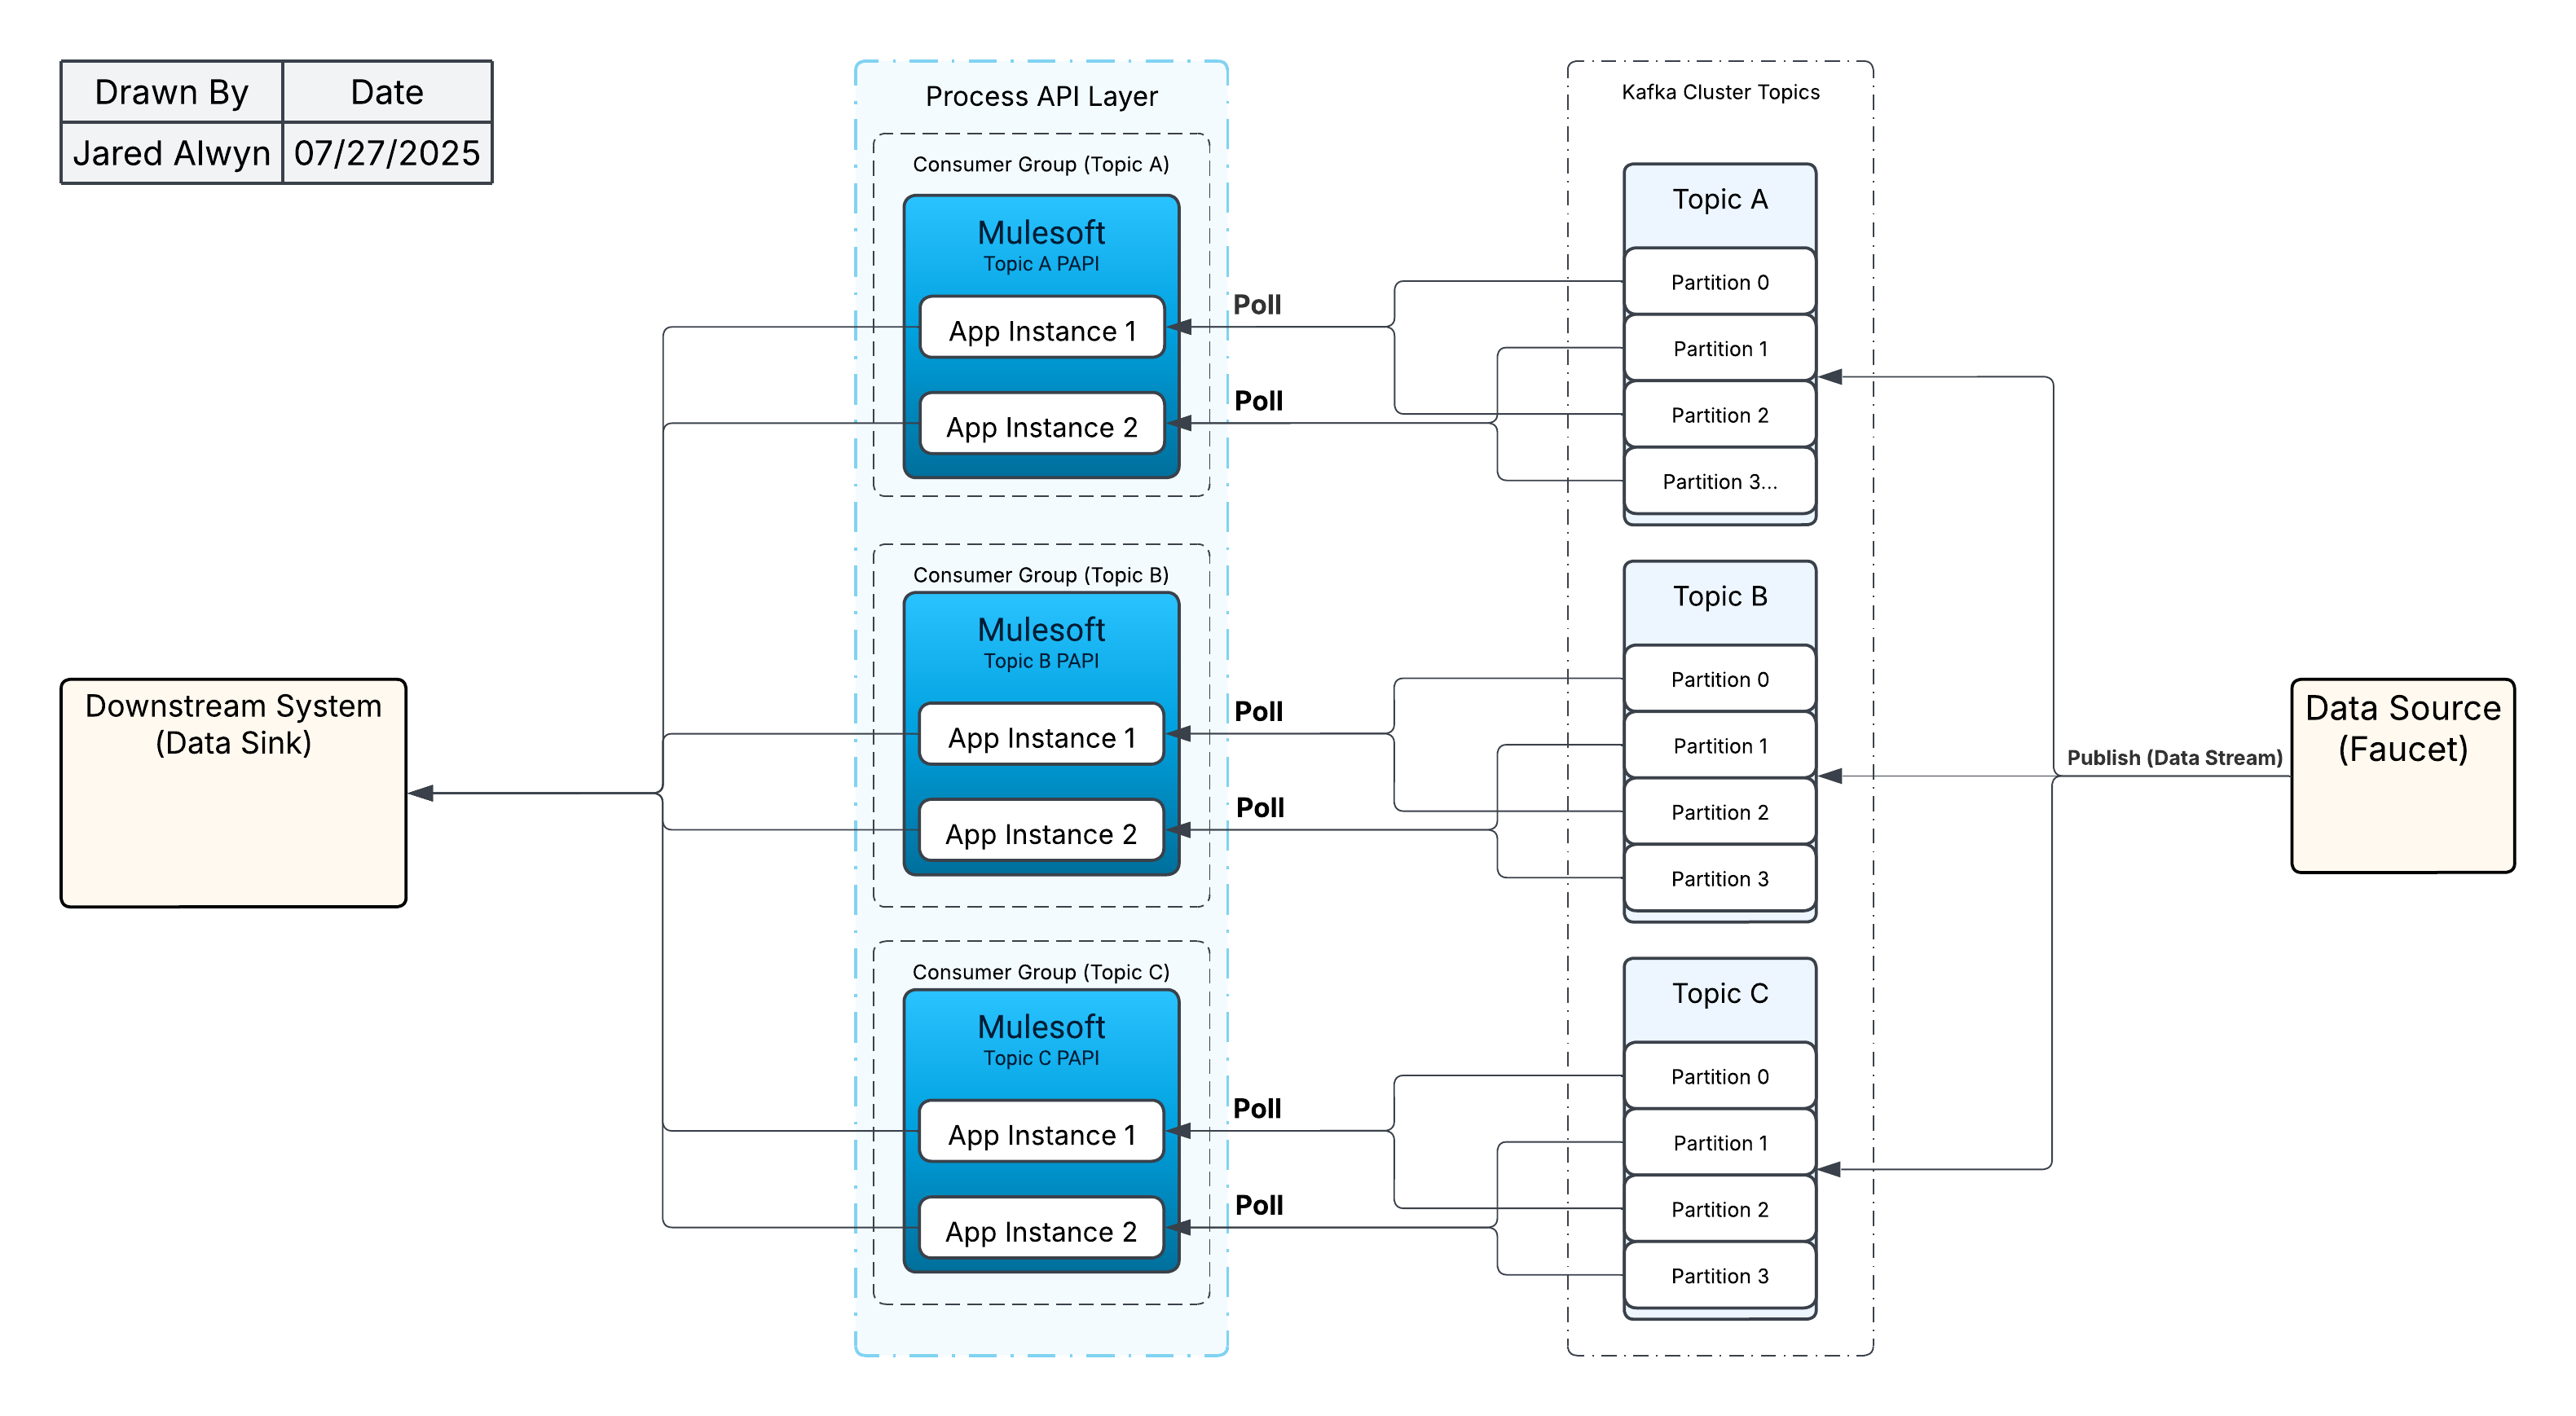 Drawn By
Date
Jared Alwyn
07/27/2025
Process API Layer
Consumer Group (Topic A)
Mulesoft
Topic A PAPI
App Instance 1
App Instance 2
Poll
Poll
Consumer Group (Topic B)
Mulesoft
Topic B PAPI
App Instance 1
App Instance 2
Poll
Poll
Consumer Group (Topic C)
Mulesoft
Topic C PAPI
App Instance 1
App Instance 2
Poll
Poll
Kafka Cluster Topics
Topic A
Partition 0
Partition 1
Partition 2
Partition 3...
Topic B
Partition 0
Partition 1
Partition 2
Partition 3
Topic C
Partition 0
Partition 1
Partition 2
Partition 3
Downstream System
(Data Sink)
Publish (Data Stream)
Data Source
(Faucet)